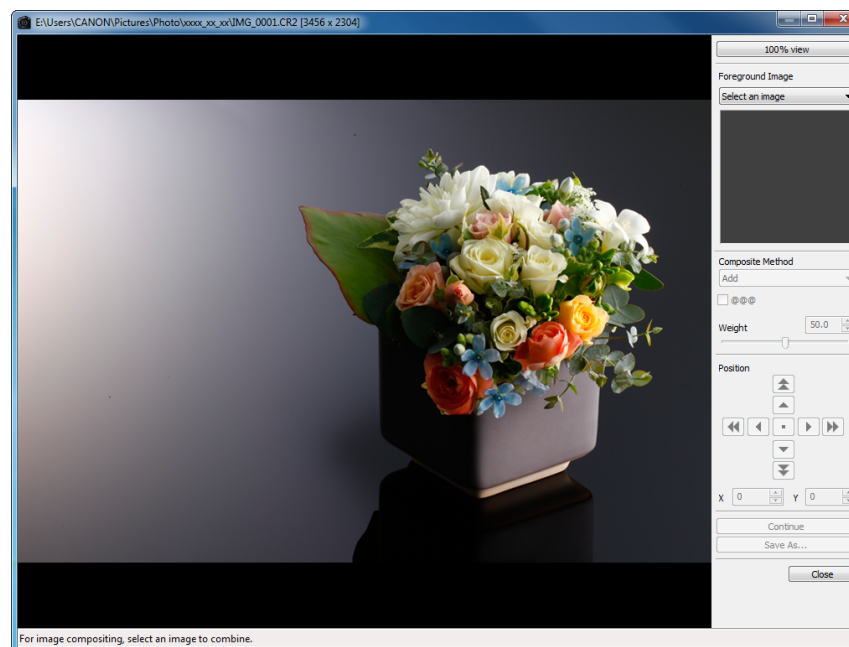 E:\Users\CANON\Pictures\Photo\xxxx_xx_xx\IMG_0001.CR2 [3456 x 2304]
100% view
Foreground Image
Select an image
Composite Method
Add
@@@
Weight 50.0
Position
X 0 Y 0
Continue
Save As...
Close
For image compositing, select an image to combine.